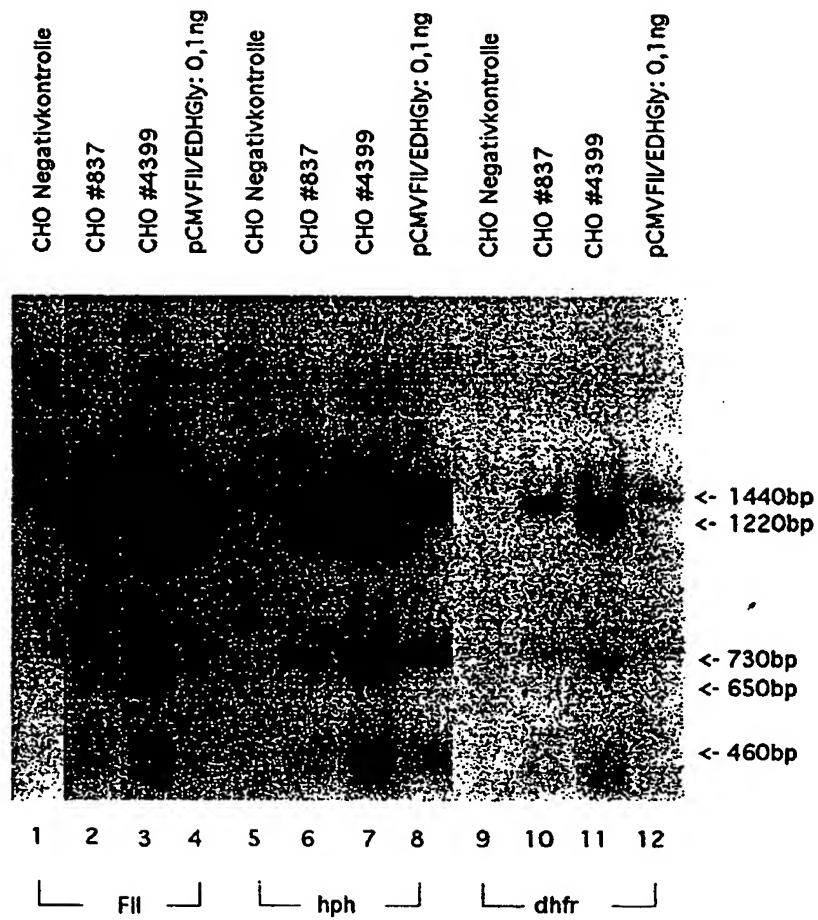 CHO Negativkontrolle
CHO #837
CHO #4399
pCMVFII/EDHGly: 0,1ng
CHO Negativkontrolle
CHO #837
CHO #4399
pCMVFII/EDHGly: 0,1ng
CHO Negativkontrolle
CHO #837
CHO #4399
pCMVFII/EDHGly: 0,1ng
<- 1440bp
<- 1220bp
<- 730bp
<- 650bp
<- 460bp
1 2 3 4 5 6 7 8 9 10 11 12
FII hph dhfr